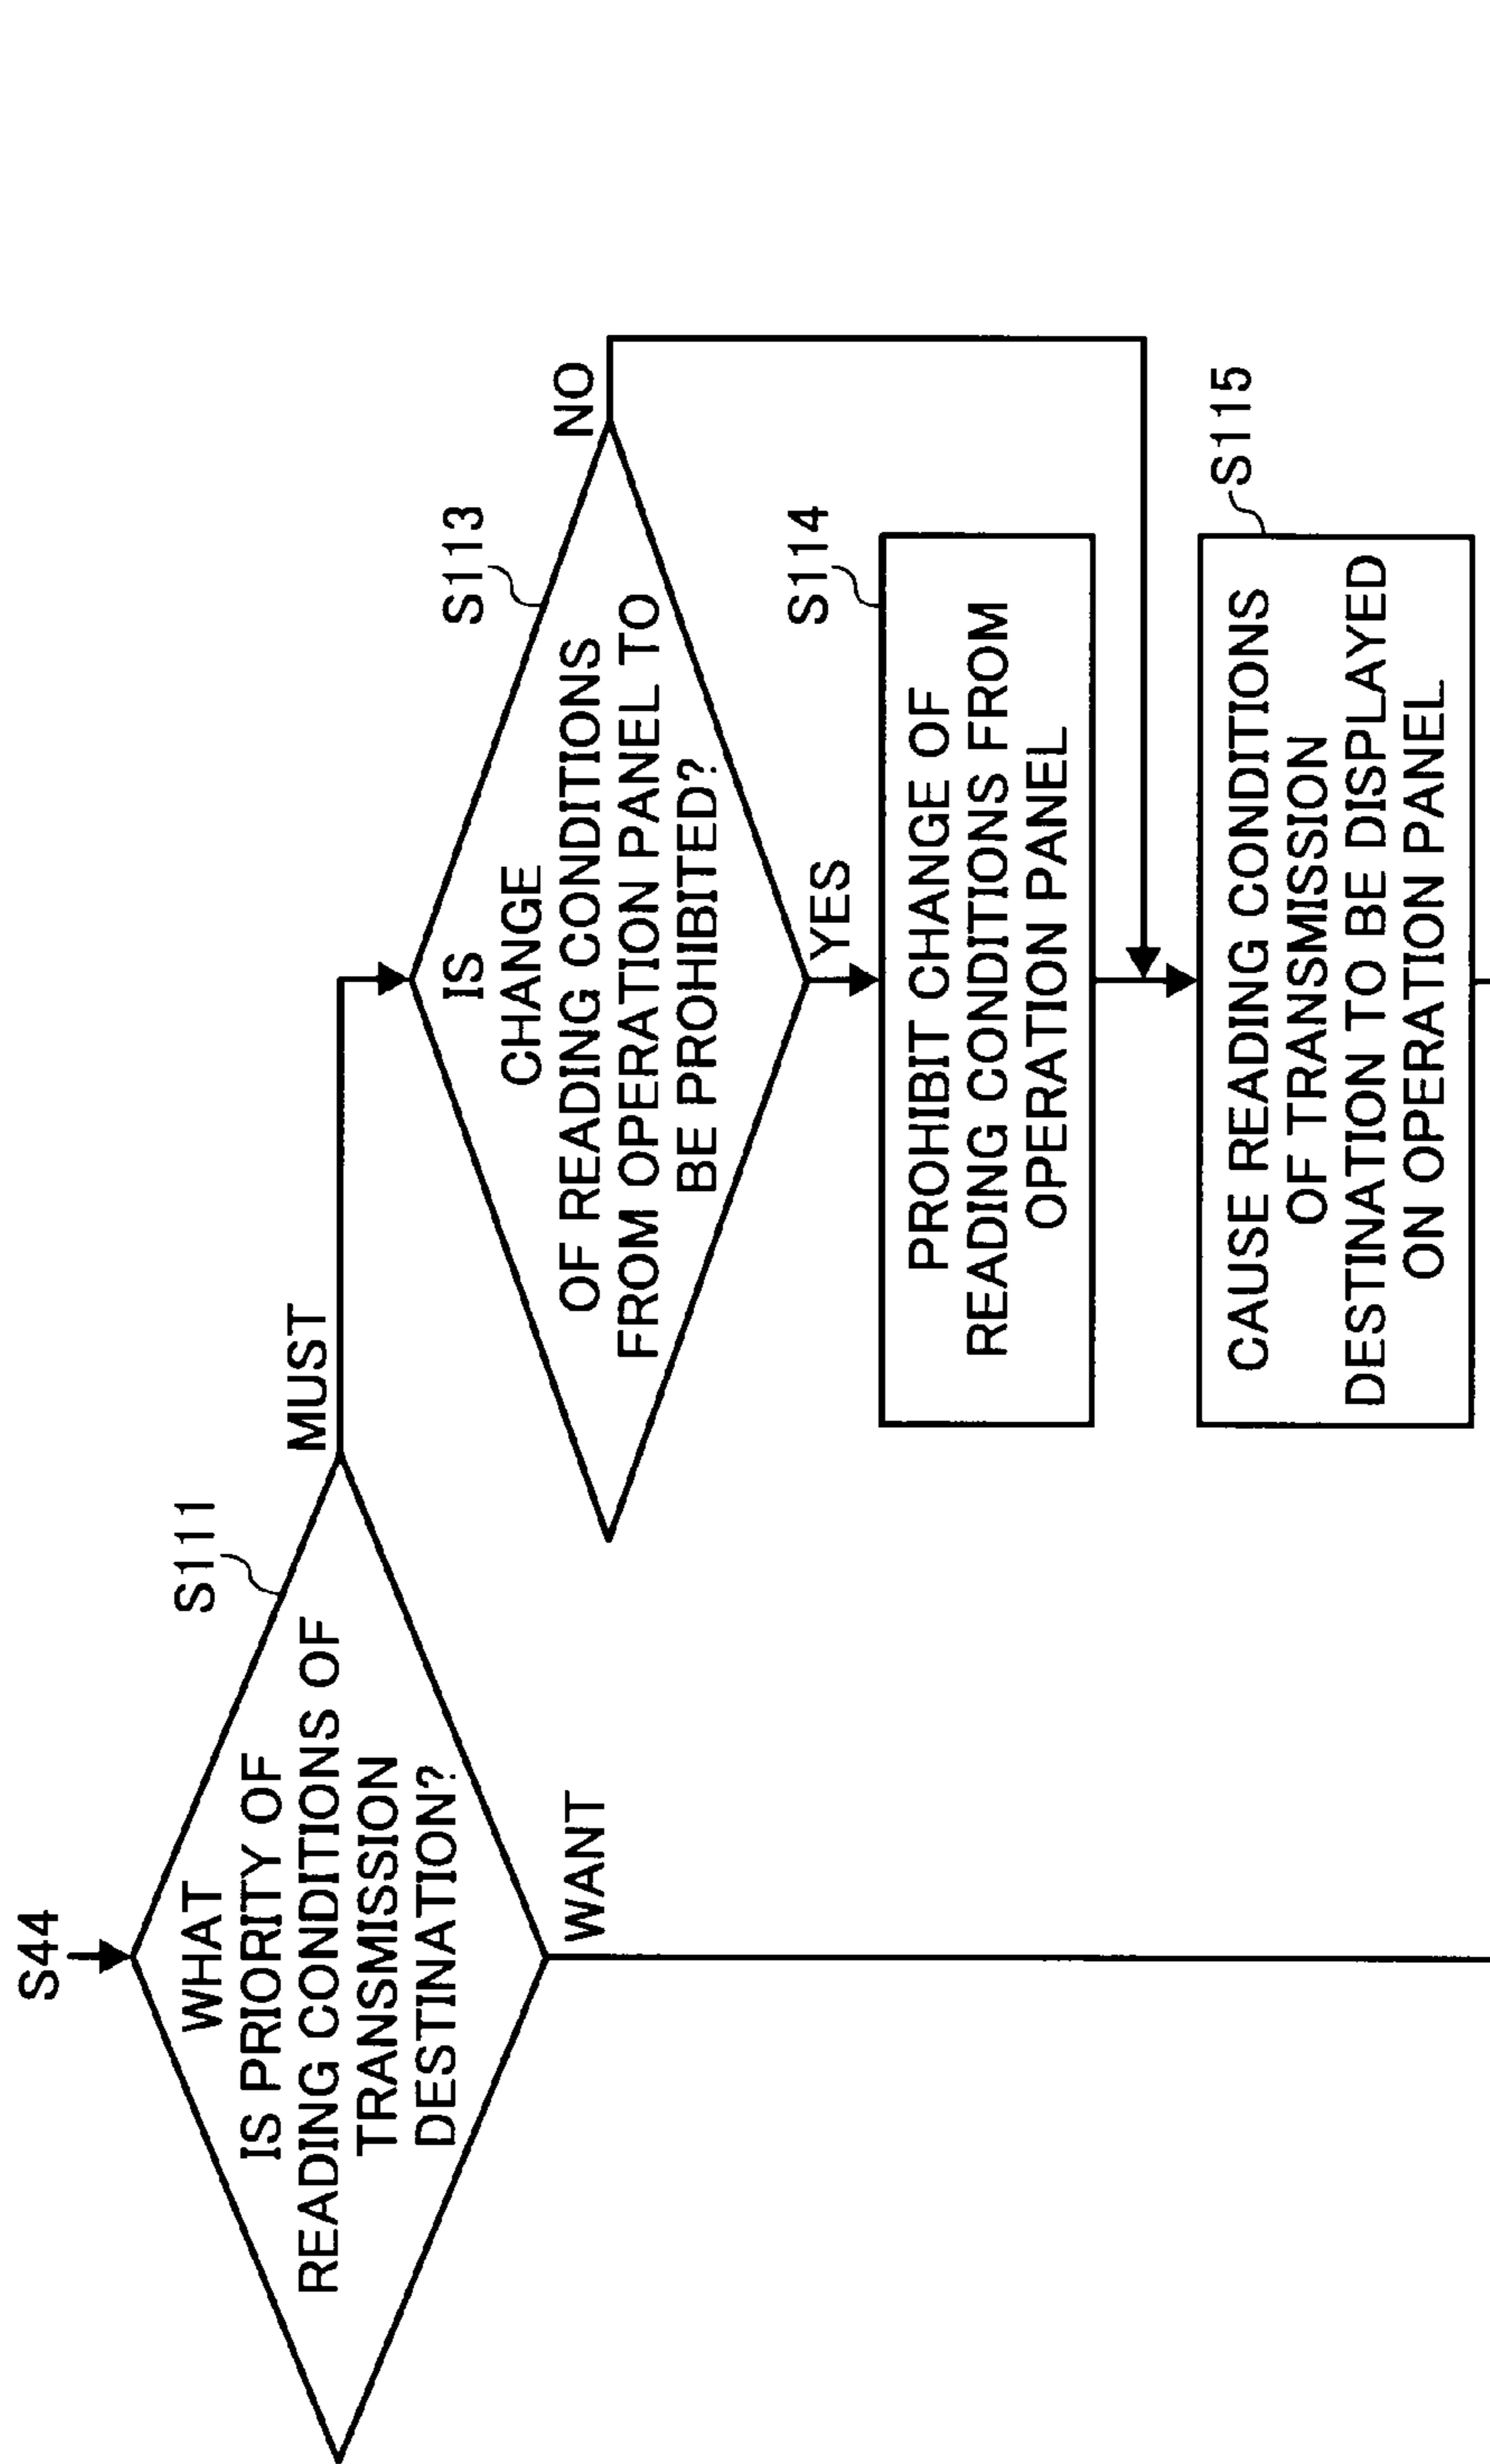 S44
S111
WHAT
IS PRIORITY OF
READING CONDITIONS OF
TRANSMISSION
DESTINATION?
MUST
WANT
S113
IS
CHANGE
OF READING CONDITIONS
FROM OPERATION PANEL TO
BE PROHIBITED?
NO
YES
S114
PROHIBIT CHANGE OF
READING CONDITIONS FROM
OPERATION PANEL
S115
CAUSE READING CONDITIONS
OF TRANSMISSION
DESTINATION TO BE DISPLAYED
ON OPERATION PANEL